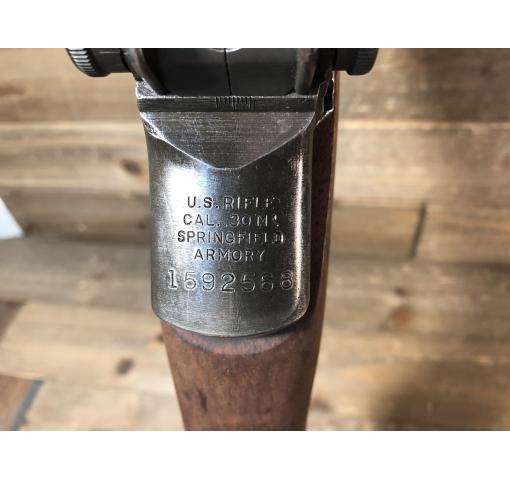 U.S. RIFLE
CAL. .30 M1
SPRINGFIELD
ARMORY
1592568